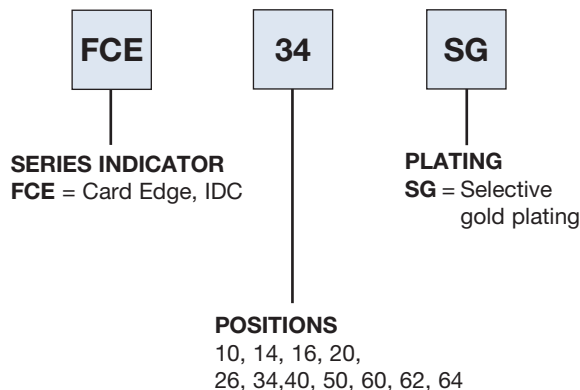 FCE 34 SG
SERIES INDICATOR
FCE = Card Edge, IDC
PLATING
SG = Selective
gold plating
POSITIONS
10, 14, 16, 20,
26, 34,40, 50, 60, 62, 64